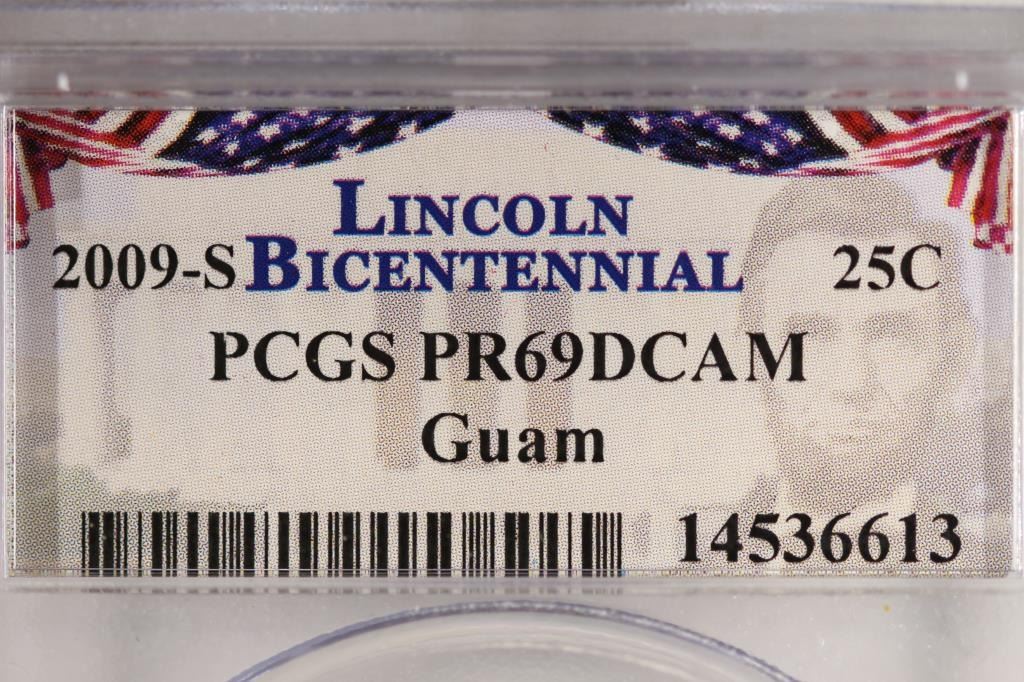 LINCOLN
2009-S BICENTENNIAL 25C
PCGS PR69DCAM
Guam
14536613